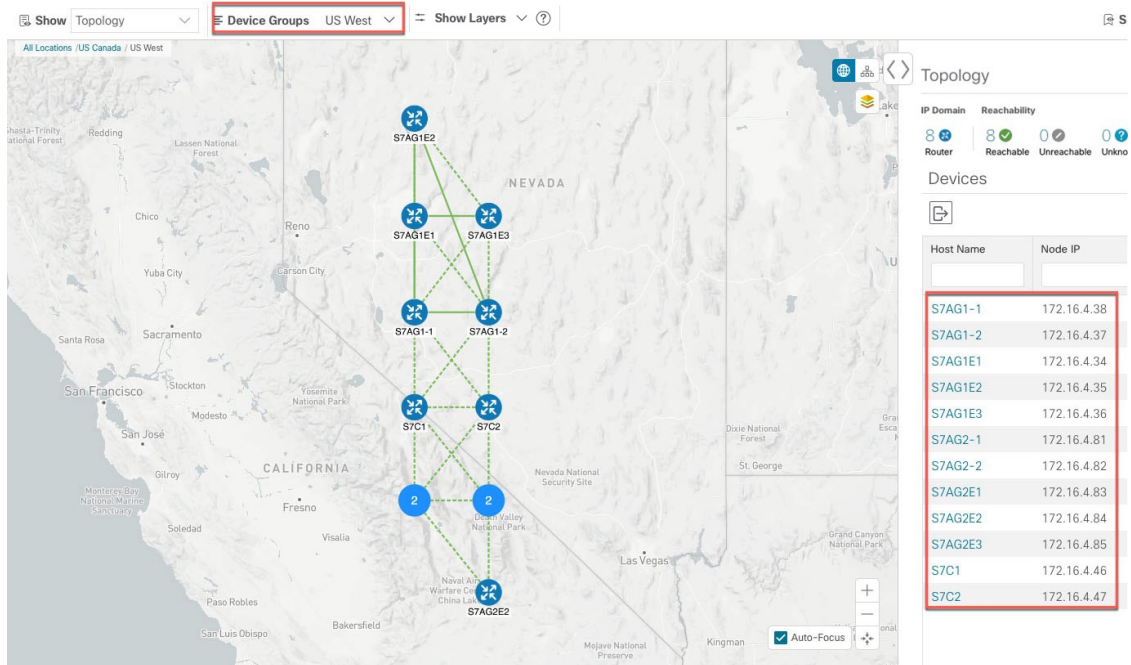 Show Topology Device Groups US West Show Layers ? S
All Locations /US Canada / US West
Topology
IP Domain Reachability
8 8 0 0
Router Reachable Unreachable Unkno
Devices
Host Name Node IP
S7AG1-1 172.16.4.38
S7AG1-2 172.16.4.37
S7AG1E1 172.16.4.34
S7AG1E2 172.16.4.35
S7AG1E3 172.16.4.36
S7AG2-1 172.16.4.81
S7AG2-2 172.16.4.82
S7AG2E1 172.16.4.83
S7AG2E2 172.16.4.84
S7AG2E3 172.16.4.85
S7C1 172.16.4.46
S7C2 172.16.4.47
S7AG1E2
S7AG1E1 S7AG1E3
S7AG1-1 S7AG1-2
S7C1 S7C2
2 2
S7AG2E2
Redding
Lassen National
Forest
NEVADA
Chico
Reno
Yuba City
Carson City
Santa Rosa
Sacramento
San Francisco
Stockton
Yosemite
National Park
Modesto
San José
Dixie National
Forest
Gilroy
CALIFORNIA
Nevada National
Security Site
St. George
Monterey Bay
National Marine
Sanctuary
Fresno
Death Valley
National Park
Soledad
Visalia
Grand Canyon
National Park
Las Vegas
Paso Robles
San Luis Obispo
Bakersfield
Mojave National
Preserve
Kingman
Auto-Focus